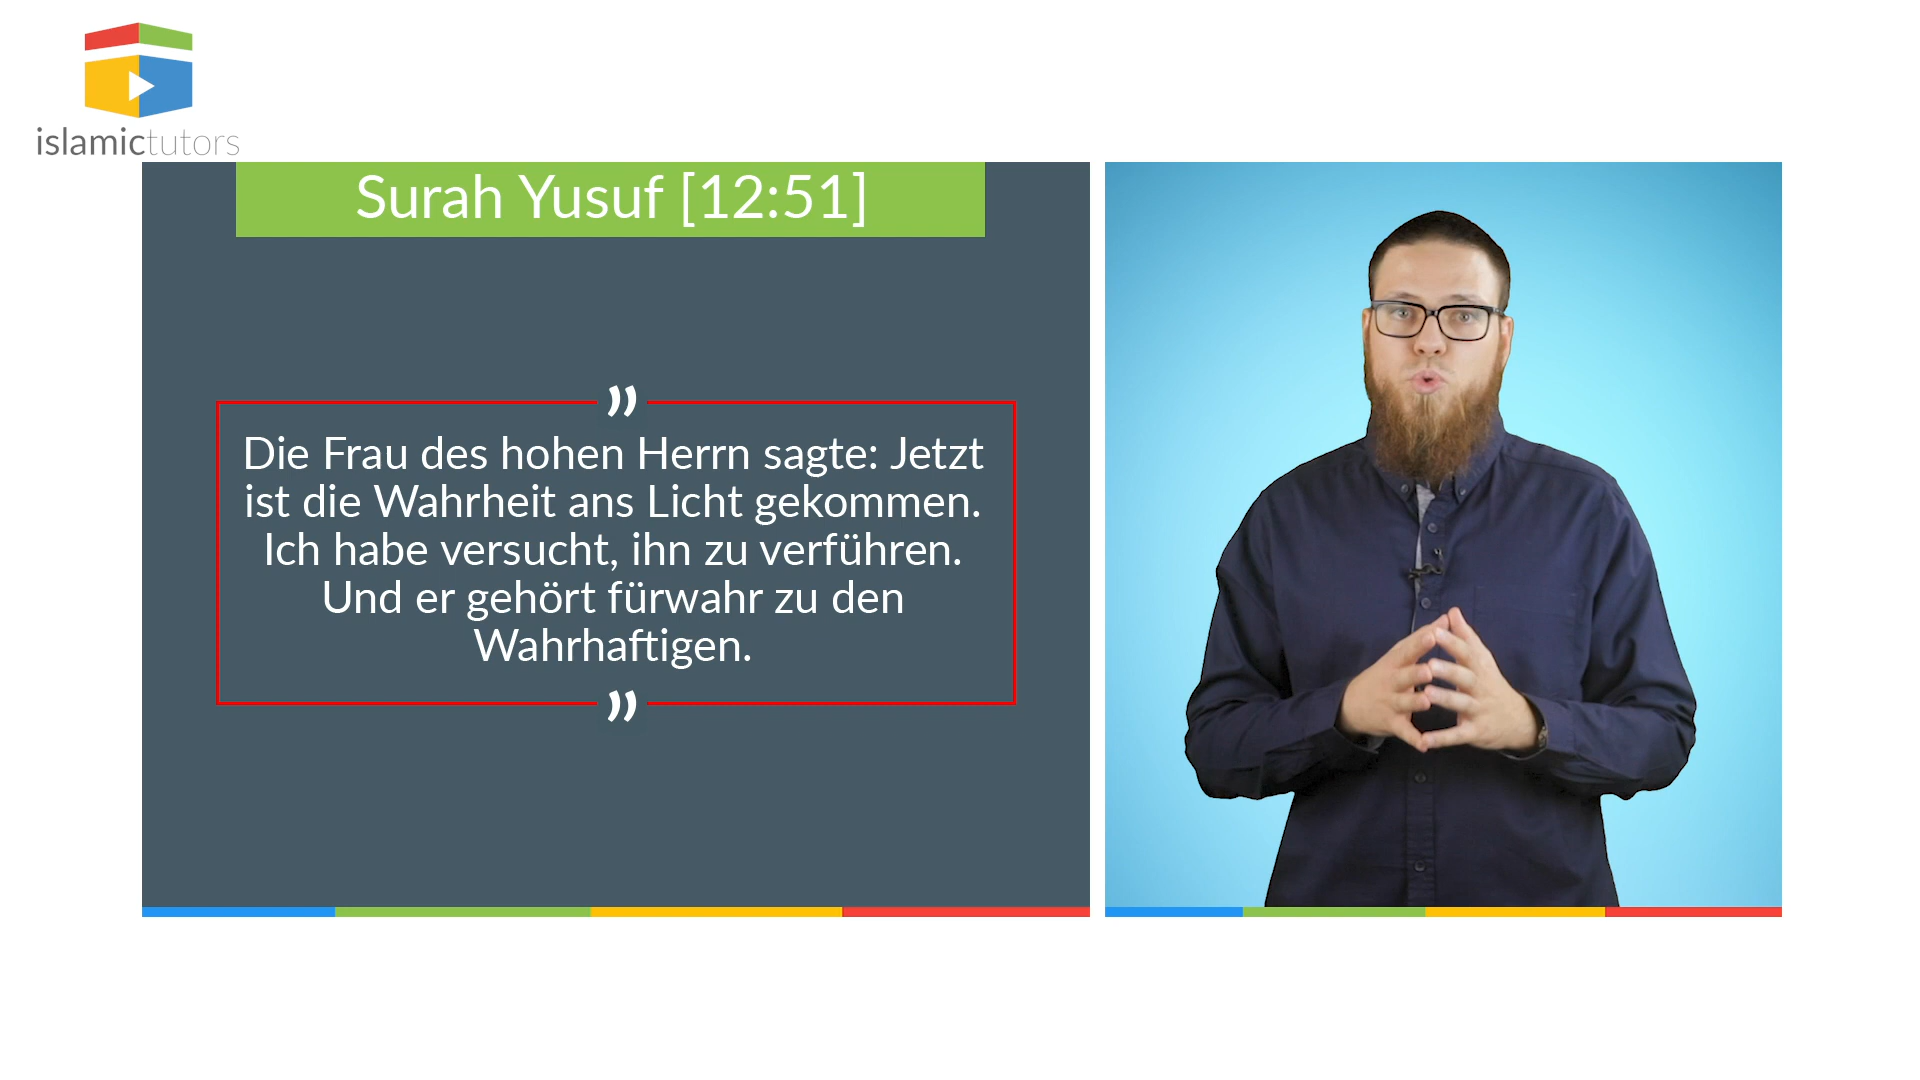 islamictutors
Surah Yusuf [12:51]
”
Die Frau des hohen Herrn sagte: Jetzt
ist die Wahrheit ans Licht gekommen.
Ich habe versucht, ihn zu verführen.
Und er gehört fürwahr zu den
Wahrhaftigen.
”